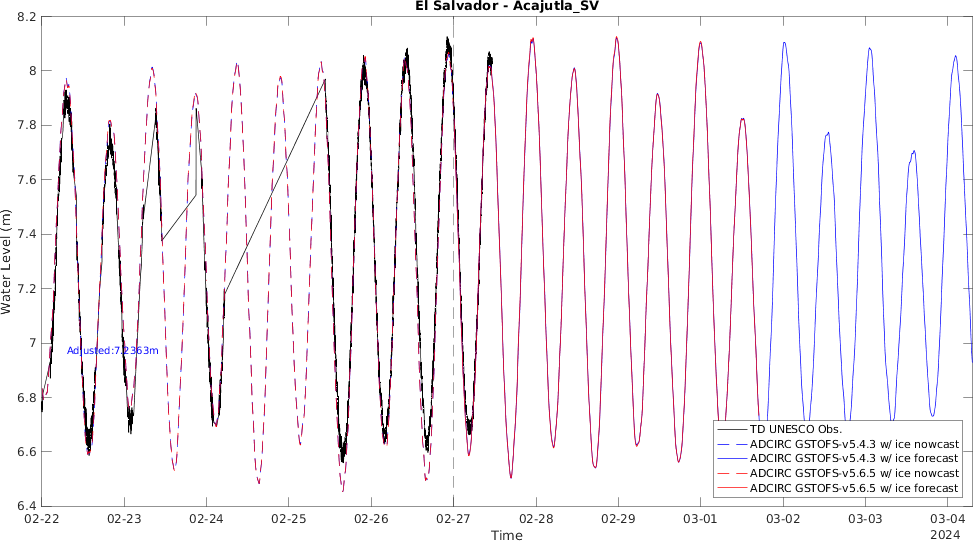 El Salvador - Acajutla_SV
8.2
8
7.8
7.6
7.4
7.2
7
6.8
6.6
6.4
Water Level (m)
Adjusted:7.2363m
TD UNESCO Obs.
ADCIRC GSTOFS-v5.4.3 w/ ice nowcast
ADCIRC GSTOFS-v5.4.3 w/ ice forecast
ADCIRC GSTOFS-v5.6.5 w/ ice nowcast
ADCIRC GSTOFS-v5.6.5 w/ ice forecast
02-22 02-23 02-24 02-25 02-26 02-27 02-28 02-29 03-01 03-02 03-03 03-04
2024
Time